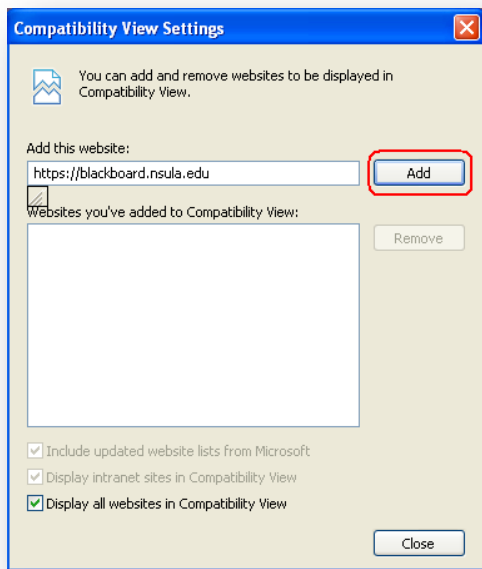 Compatibility View Settings
You can add and remove websites to be displayed in
Compatibility View.
Add this website:
https://blackboard.nsula.edu
Add
Websites you've added to Compatibility View:
Remove
Include updated website lists from Microsoft
Display intranet sites in Compatibility View
Display all websites in Compatibility View
Close